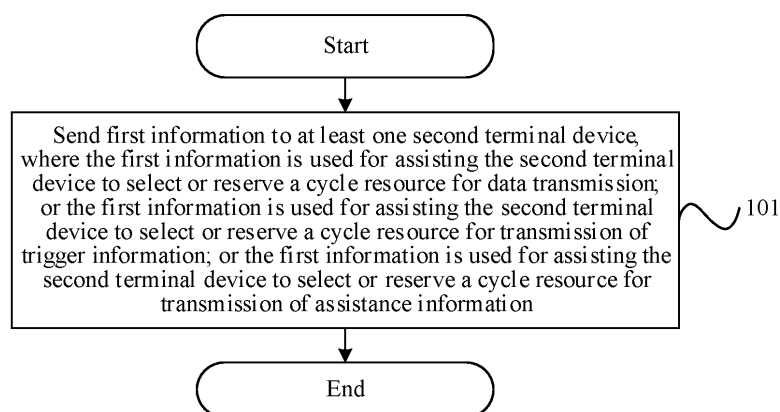 Start
Send first information to at least one second terminal device,
where the first information is used for assisting the second terminal
device to select or reserve a cycle resource for data transmission;
or the first information is used for assisting the second terminal
device to select or reserve a cycle resource for transmission of
trigger information; or the first information is used for assisting the
second terminal device to select or reserve a cycle resource for
transmission of assistance information
101
End